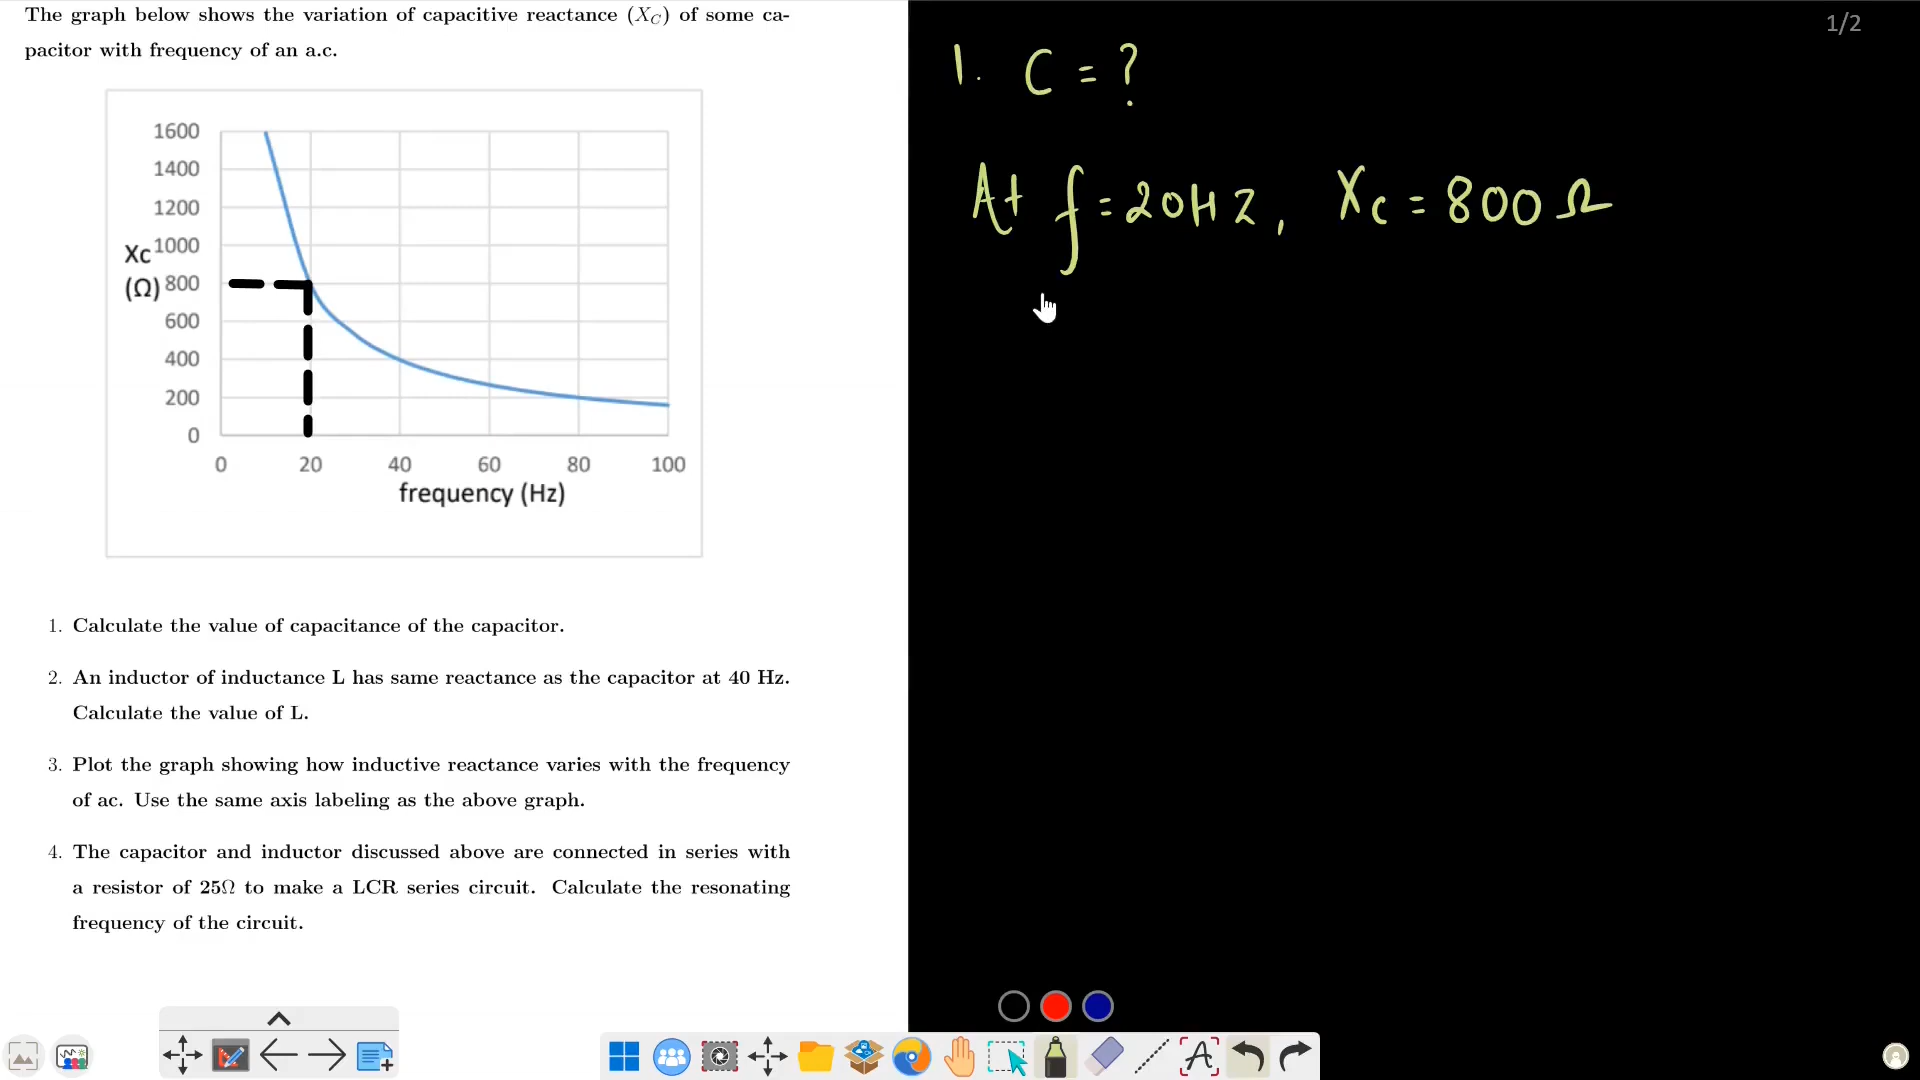 The graph below shows the variation of capacitive reactance (X_C) of some ca-
pacitor with frequency of an a.c.
1600
1400
1200
Xc 1000
(Ω) 800
600
400
200
0
0 20 40 60 80 100
frequency (Hz)
1. Calculate the value of capacitance of the capacitor.
2. An inductor of inductance L has same reactance as the capacitor at 40 Hz.
Calculate the value of L.
3. Plot the graph showing how inductive reactance varies with the frequency
of ac. Use the same axis labeling as the above graph.
4. The capacitor and inductor discussed above are connected in series with
a resistor of 25Ω to make a LCR series circuit. Calculate the resonating
frequency of the circuit.
1/2
1. C = ?
At f = 20Hz, Xc = 800 Ω